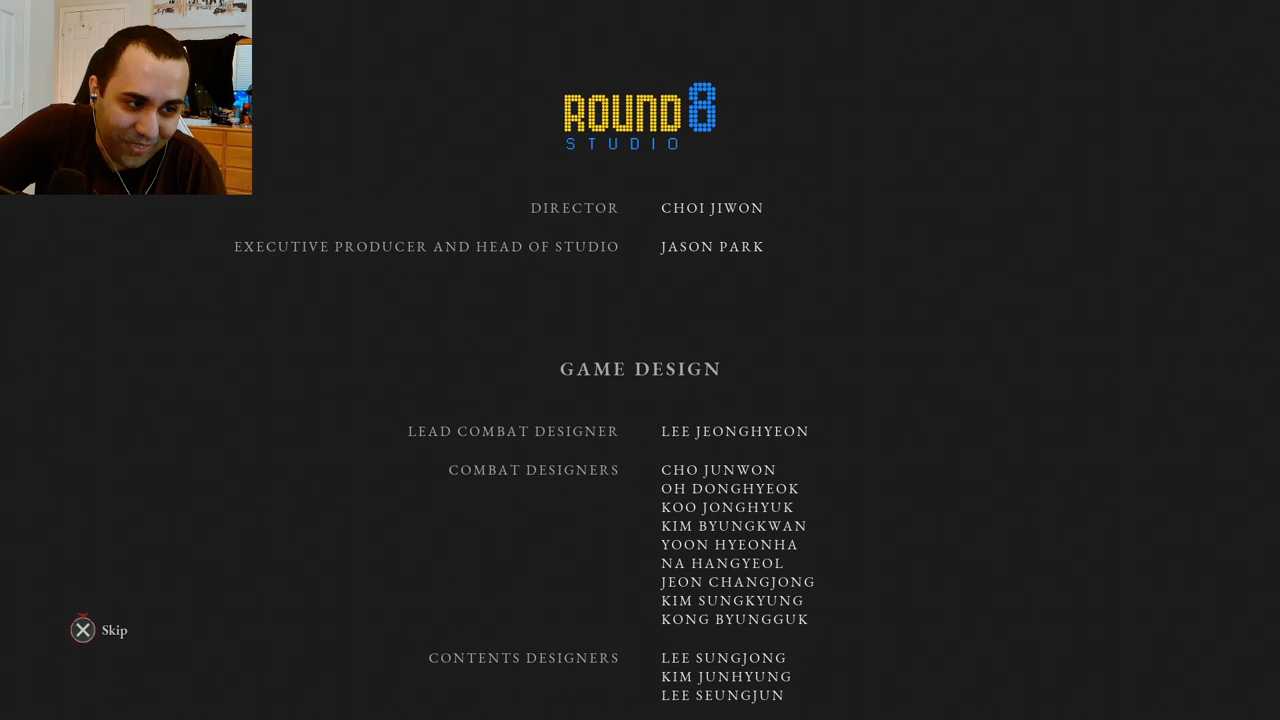 ROUND8
STUDIO
DIRECTOR CHOI JIWON
EXECUTIVE PRODUCER AND HEAD OF STUDIO JASON PARK
GAME DESIGN
LEAD COMBAT DESIGNER LEE JEONGHYEON
COMBAT DESIGNERS CHO JUNWON
OH DONGHYEOK
KOO JONGHYUK
KIM BYUNGKWAN
YOON HYEONHA
NA HANGYEOL
JEON CHANGJONG
KIM SUNGKYUNG
KONG BYUNGGUK
Skip
CONTENTS DESIGNERS LEE SUNGJONG
KIM JUNHYUNG
LEE SEUNGJUN